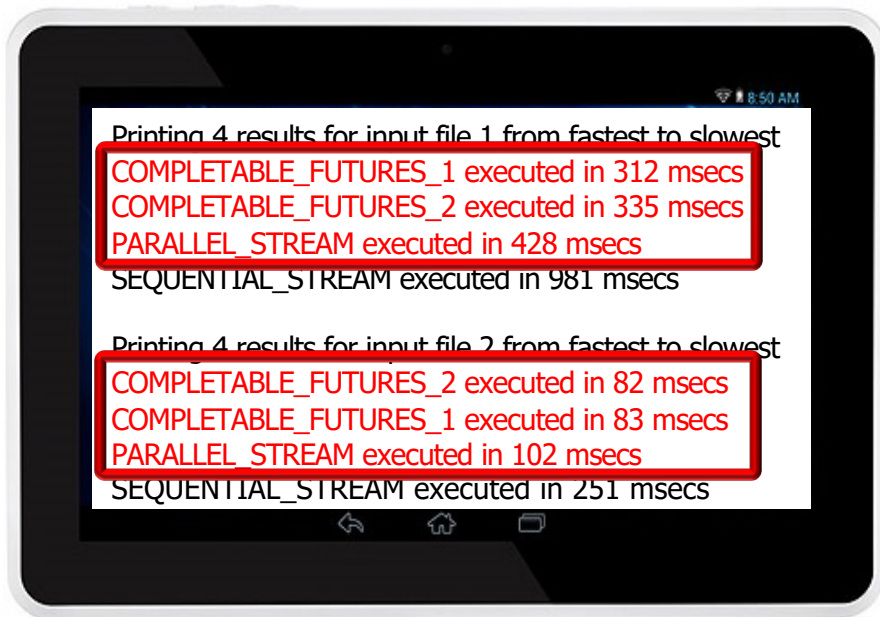 8:50 AM
Printing 4 results for input file 1 from fastest to slowest
COMPLETABLE_FUTURES_1 executed in 312 msecs
COMPLETABLE_FUTURES_2 executed in 335 msecs
PARALLEL_STREAM executed in 428 msecs
SEQUENTIAL_STREAM executed in 981 msecs
Printing 4 results for input file 2 from fastest to slowest
COMPLETABLE_FUTURES_2 executed in 82 msecs
COMPLETABLE_FUTURES_1 executed in 83 msecs
PARALLEL_STREAM executed in 102 msecs
SEQUENTIAL_STREAM executed in 251 msecs